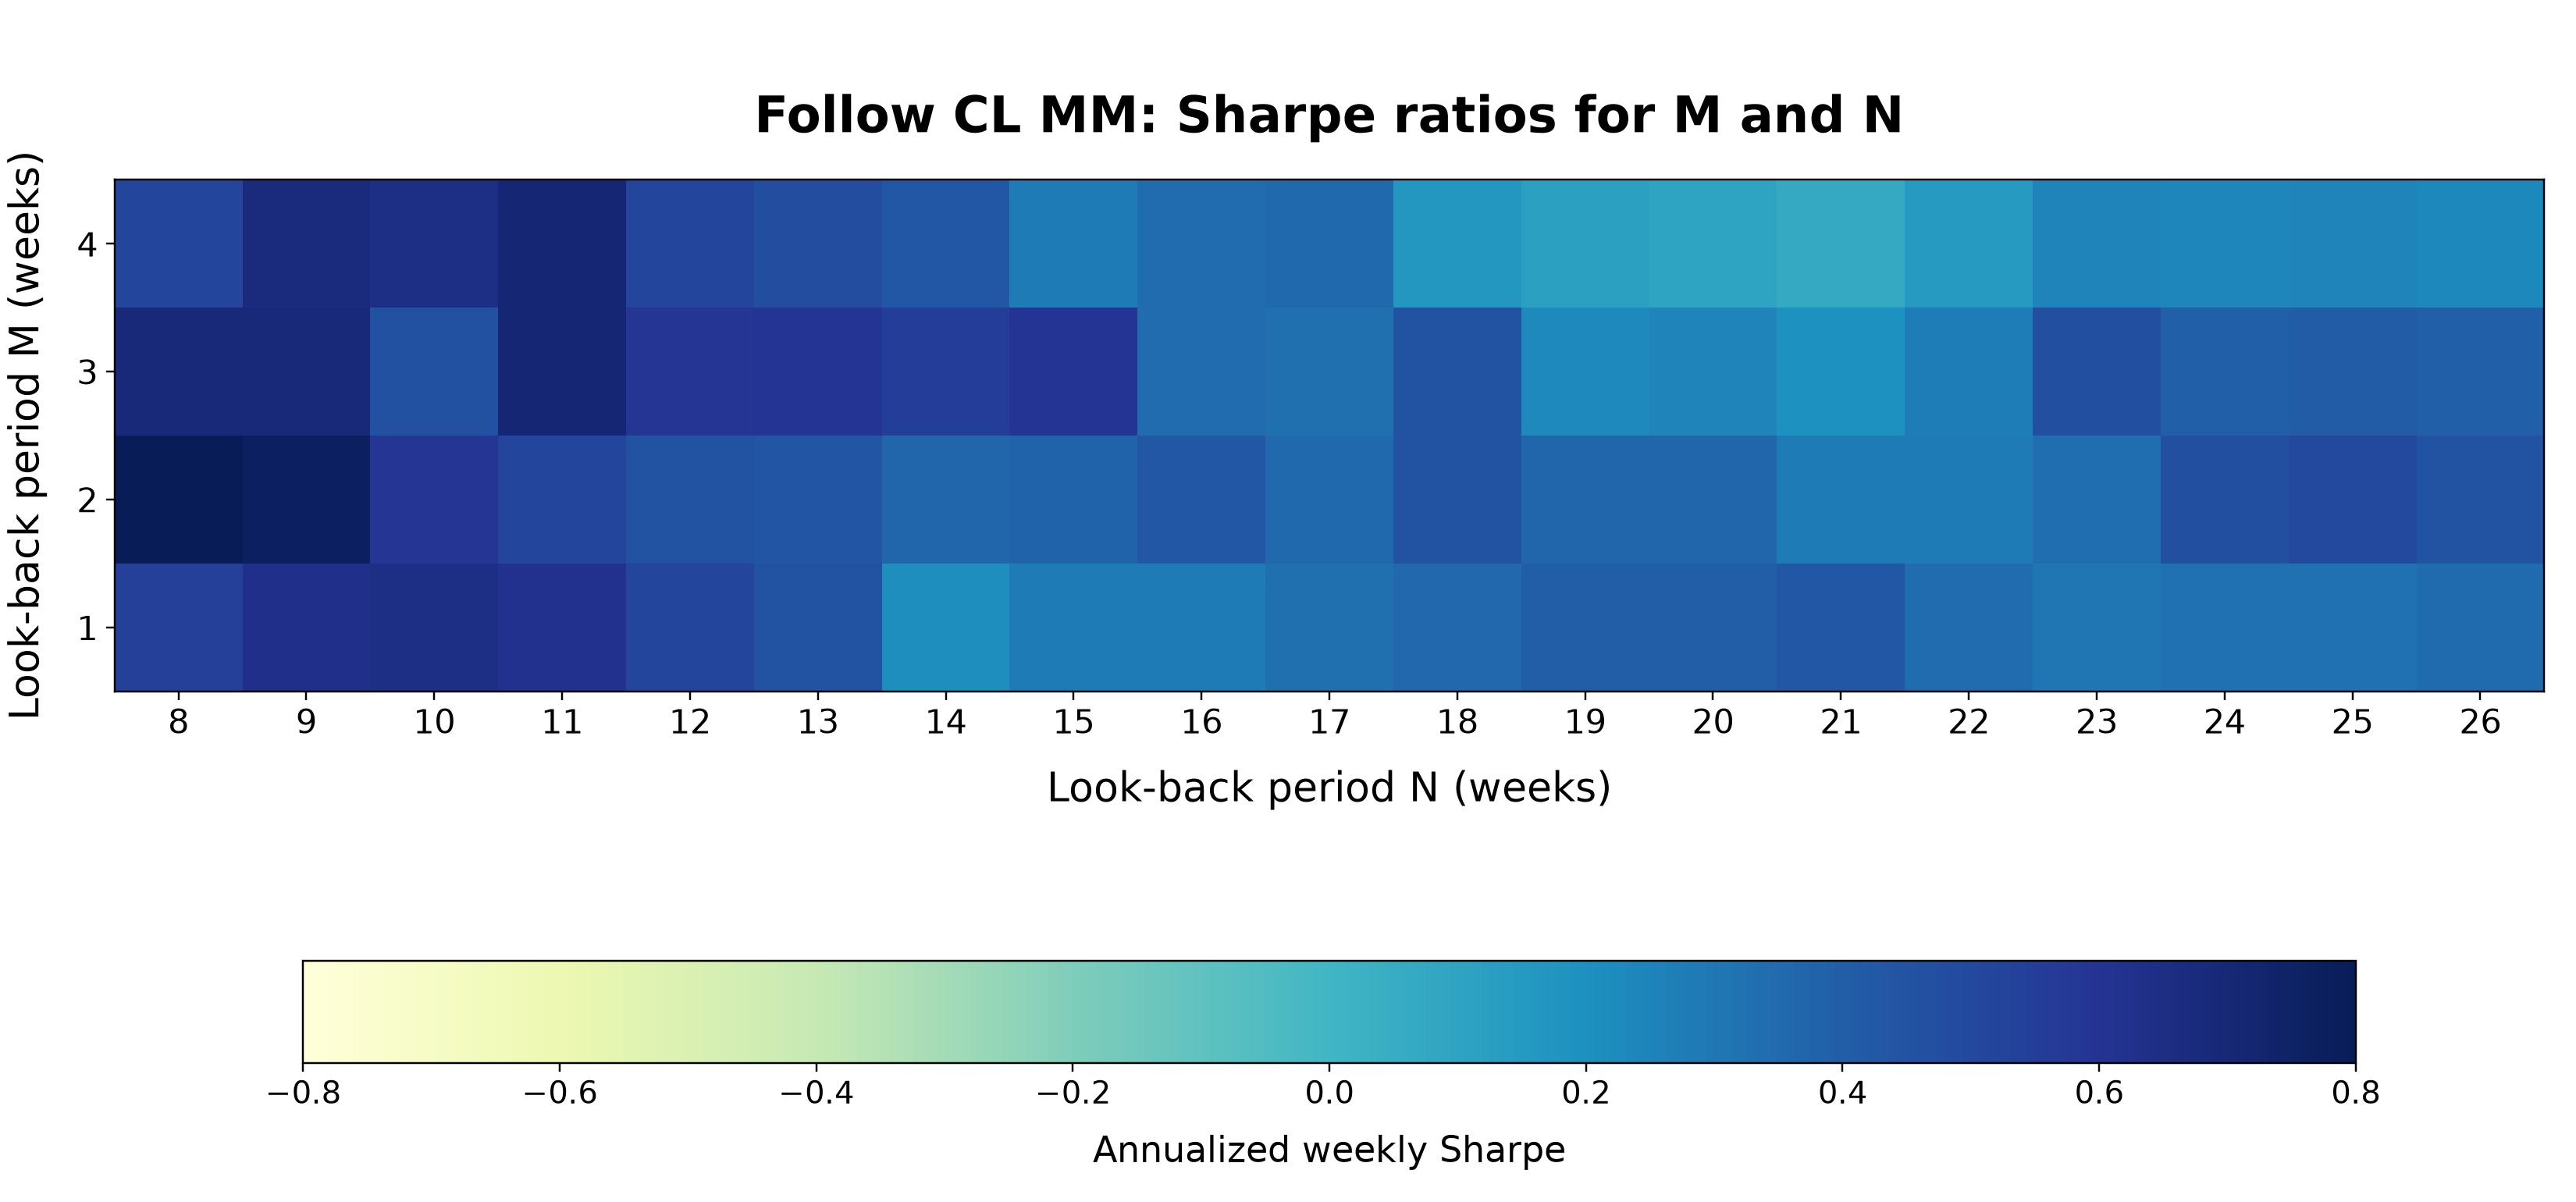 Follow CL MM: Sharpe ratios for M and N
Look-back period M (weeks)
4
3
2
1
8 9 10 11 12 13 14 15 16 17 18 19 20 21 22 23 24 25 26
Look-back period N (weeks)
−0.8 −0.6 −0.4 −0.2 0.0 0.2 0.4 0.6 0.8
Annualized weekly Sharpe